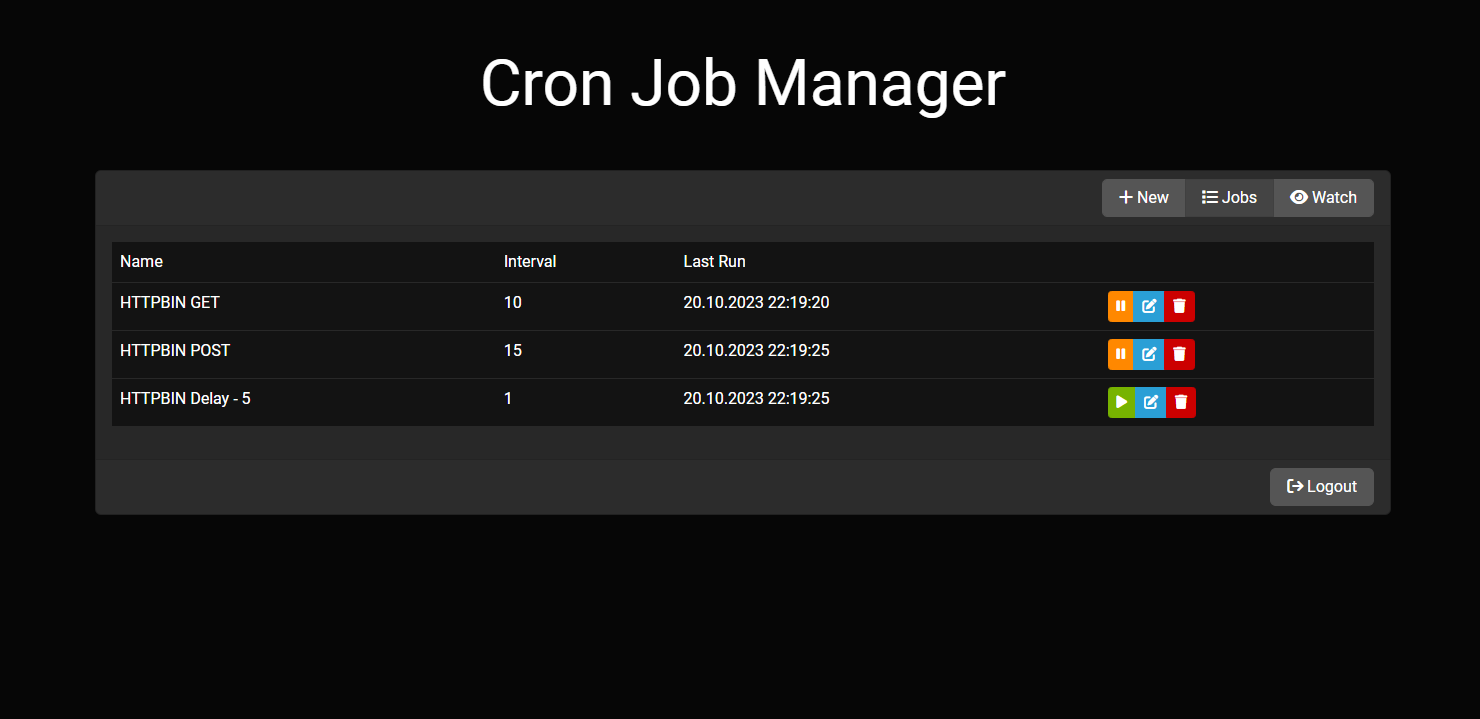 Cron Job Manager
New Jobs Watch
Name Interval Last Run
HTTPBIN GET 10 20.10.2023 22:19:20
HTTPBIN POST 15 20.10.2023 22:19:25
HTTPBIN Delay - 5 1 20.10.2023 22:19:25
Logout